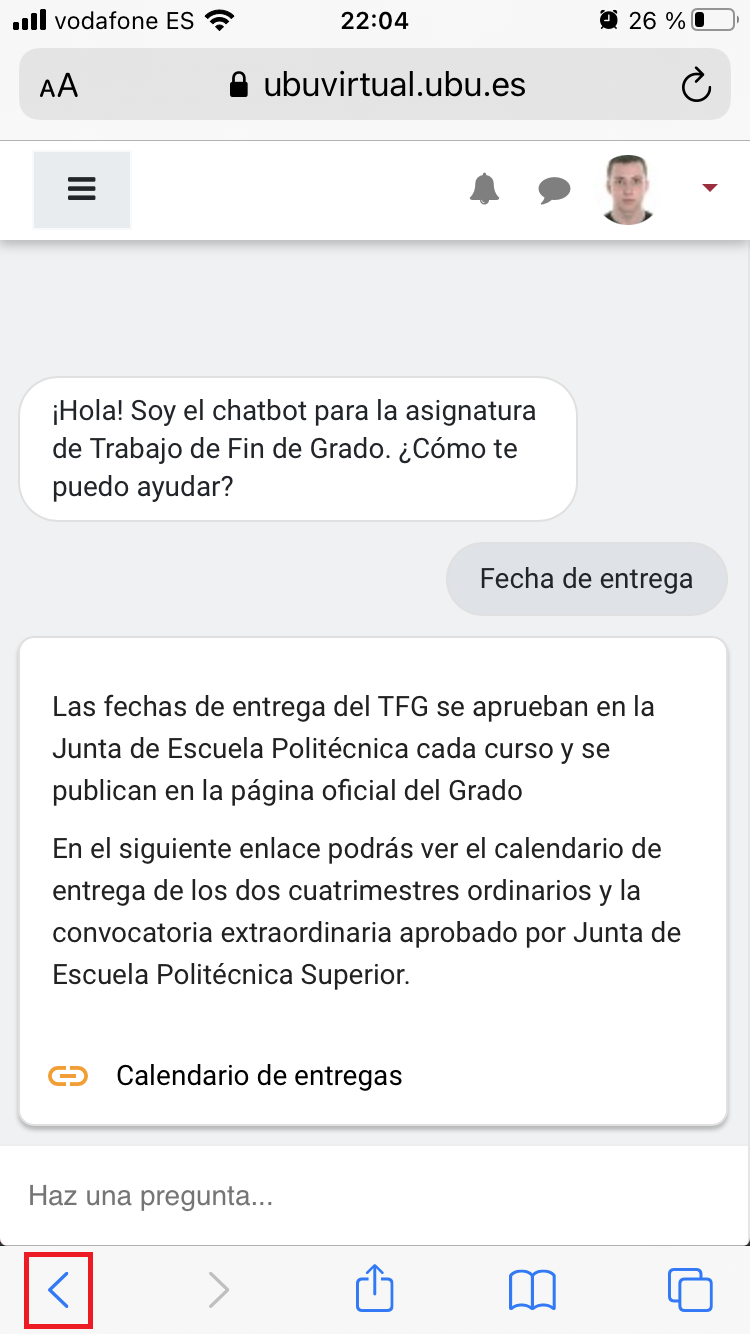 vodafone ES 22:04 26 %
AA ubuvirtual.ubu.es
¡Hola! Soy el chatbot para la asignatura
de Trabajo de Fin de Grado. ¿Cómo te
puedo ayudar?
Fecha de entrega
Las fechas de entrega del TFG se aprueban en la
Junta de Escuela Politécnica cada curso y se
publican en la página oficial del Grado
En el siguiente enlace podrás ver el calendario de
entrega de los dos cuatrimestres ordinarios y la
convocatoria extraordinaria aprobado por Junta de
Escuela Politécnica Superior.
Calendario de entregas
Haz una pregunta...